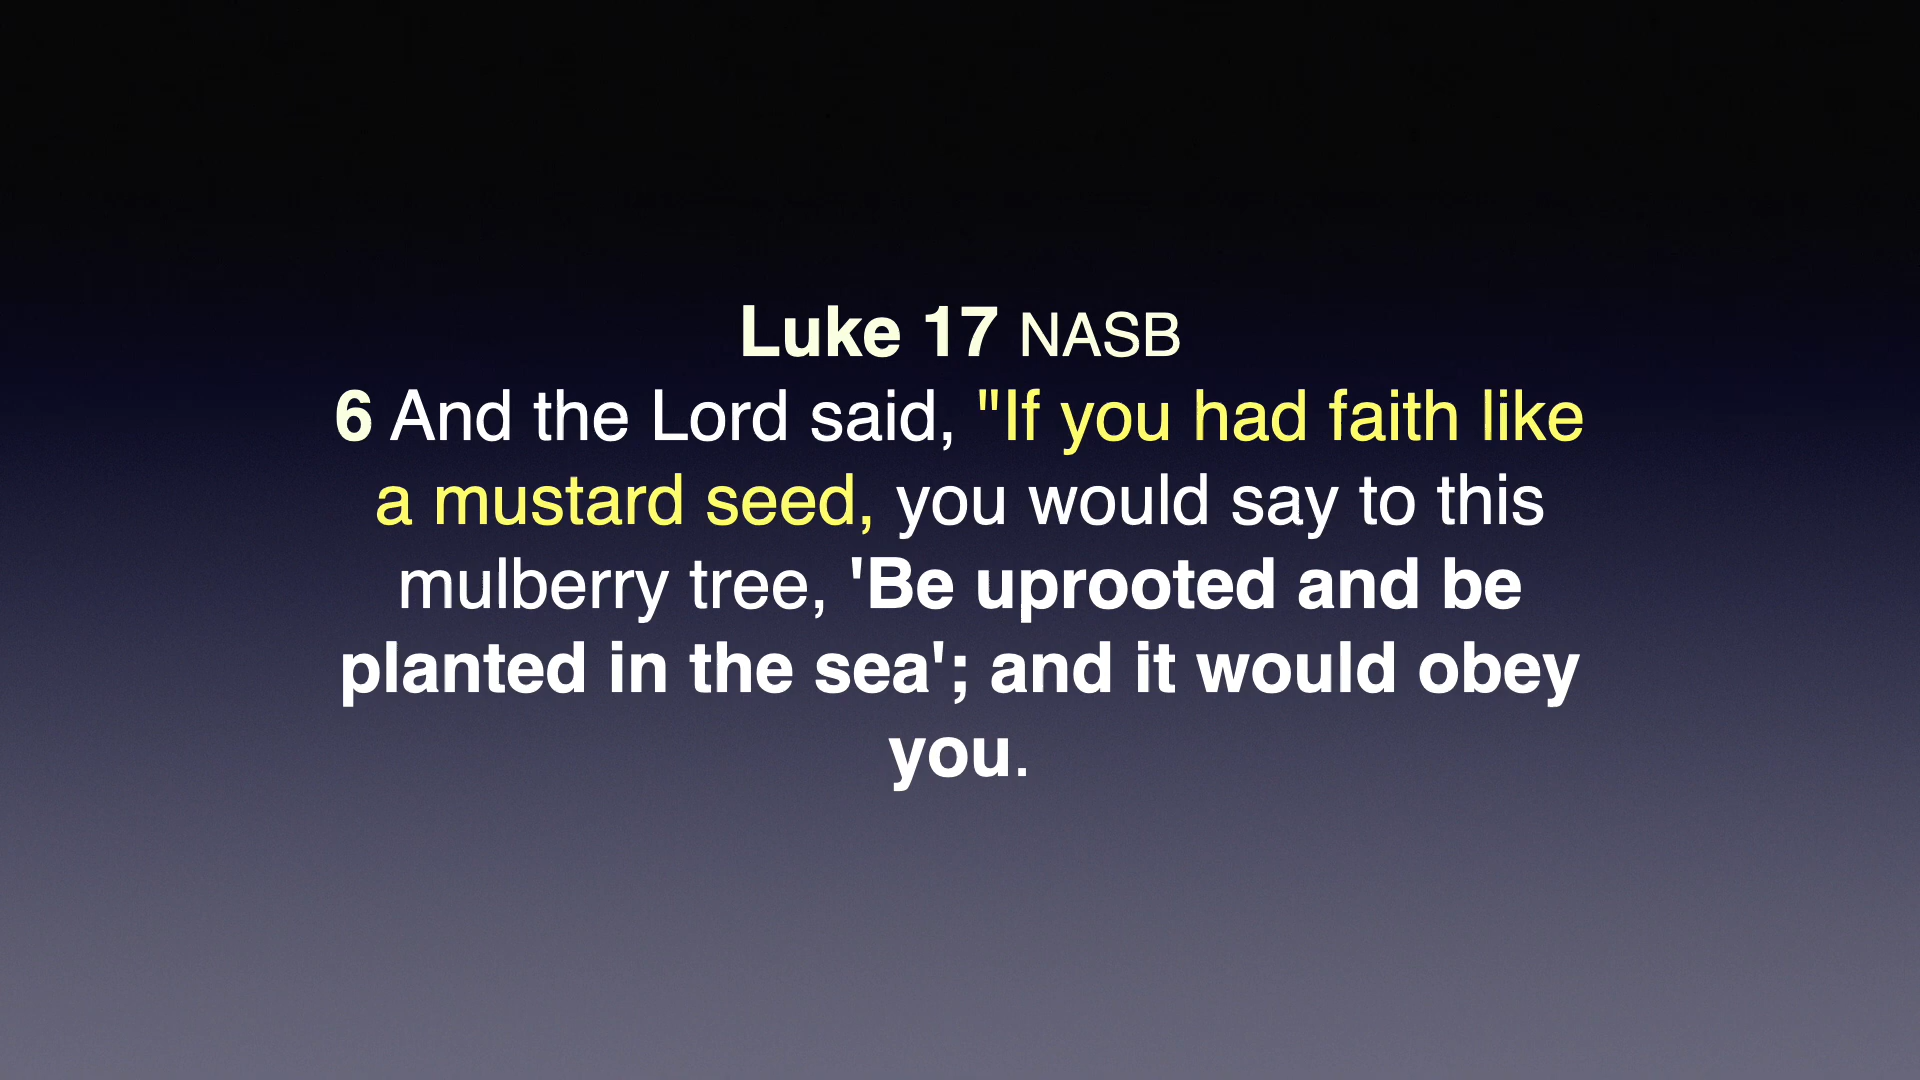 Luke 17 NASB
6 And the Lord said, "If you had faith like
a mustard seed, you would say to this
mulberry tree, 'Be uprooted and be
planted in the sea'; and it would obey
you.